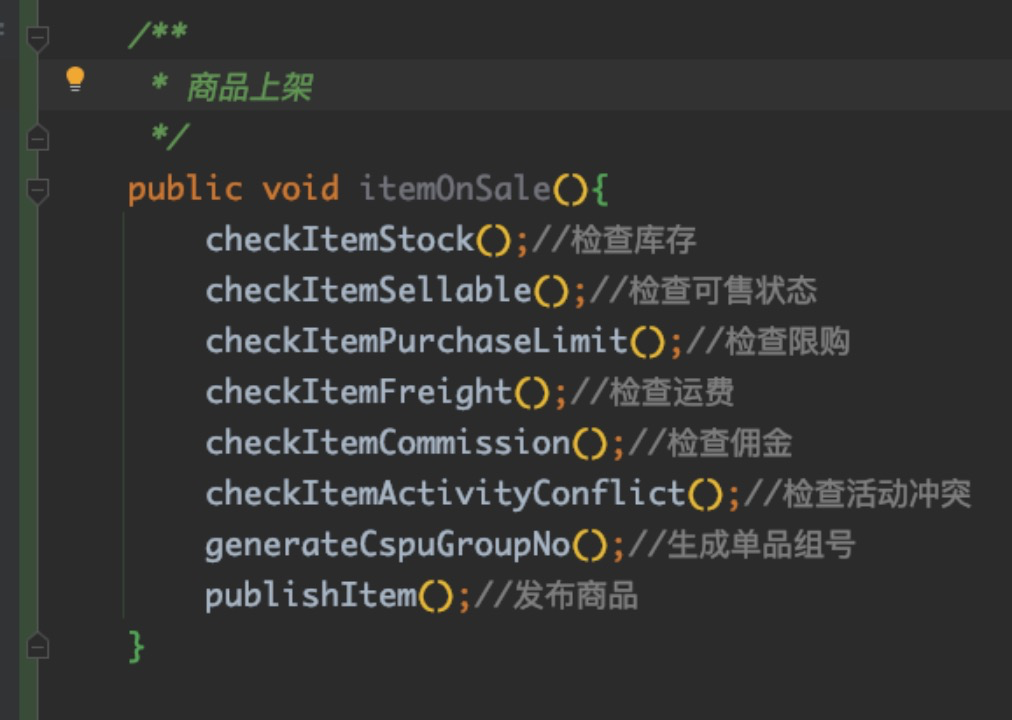 /**
* 商品上架
*/
public void itemOnSale(){
checkItemStock();//检查库存
checkItemSellable();//检查可售状态
checkItemPurchaseLimit();//检查限购
checkItemFreight();//检查运费
checkItemCommission();//检查佣金
checkItemActivityConflict();//检查活动冲突
generateCspuGroupNo();//生成单品组号
publishItem();//发布商品
}